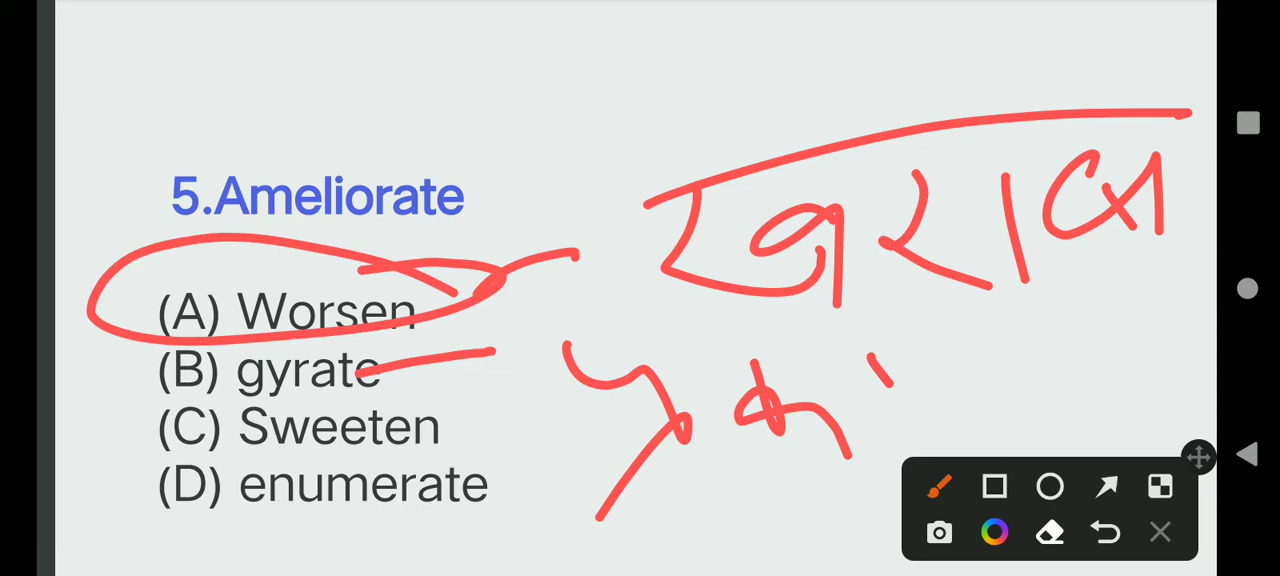 5.Ameliorate
(A) Worsen
(B) gyrate
(C) Sweeten
(D) enumerate